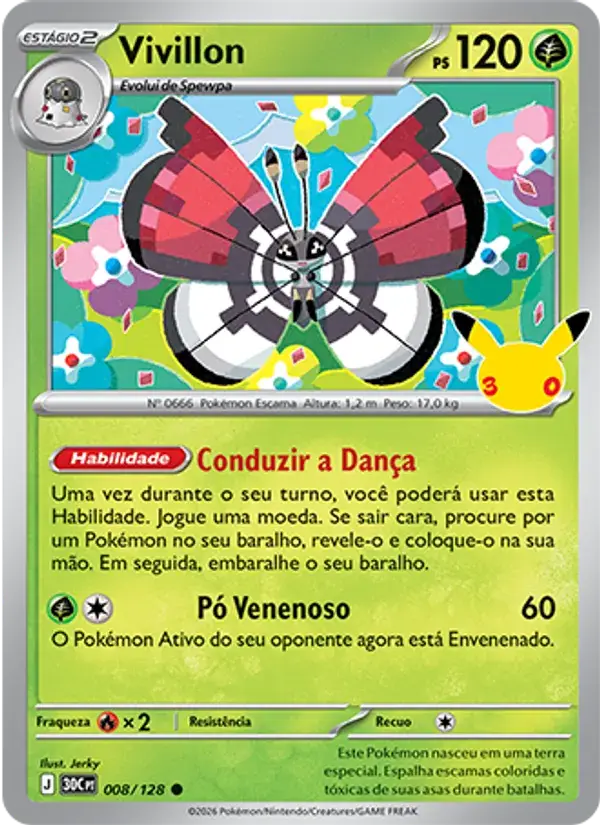 ESTÁGIO 2
Vivillon
PS 120
Evolui de Spewpa
30
Nº 0666 Pokémon Escama Altura: 1,2 m Peso: 17,0 kg
Habilidade Conduzir a Dança
Uma vez durante o seu turno, você poderá usar esta
Habilidade. Jogue uma moeda. Se sair cara, procure por
um Pokémon no seu baralho, revele-o e coloque-o na sua
mão. Em seguida, embaralhe o seu baralho.
Pó Venenoso 60
O Pokémon Ativo do seu oponente agora está Envenenado.
Fraqueza x2 Resistência Recuo
Ilust. Jerky
J 30C PT 008/128
Este Pokémon nasceu em uma terra
especial. Espalha escamas coloridas e
tóxicas de suas asas durante batalhas.
©2026 Pokémon/Nintendo/Creatures/GAME FREAK